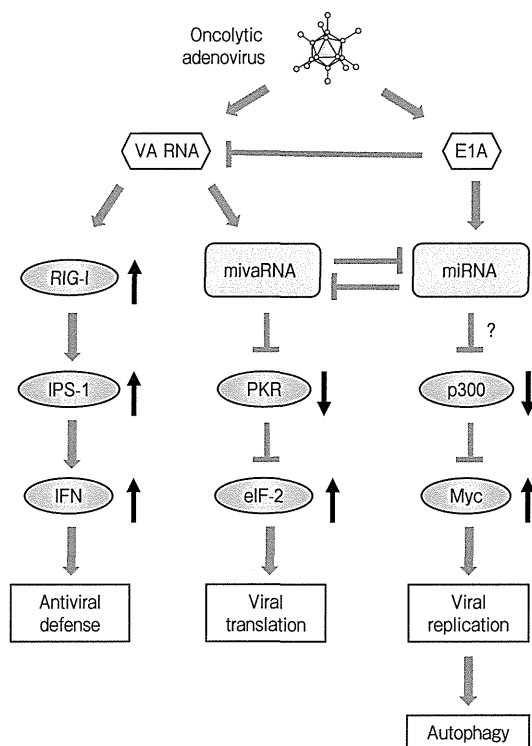 Oncolytic
adenovirus
VA RNA
E1A
RIG-I
mivaRNA
miRNA
?
IPS-1
PKR
p300
IFN
eIF-2
Myc
Antiviral
defense
Viral
translation
Viral
replication
Autophagy